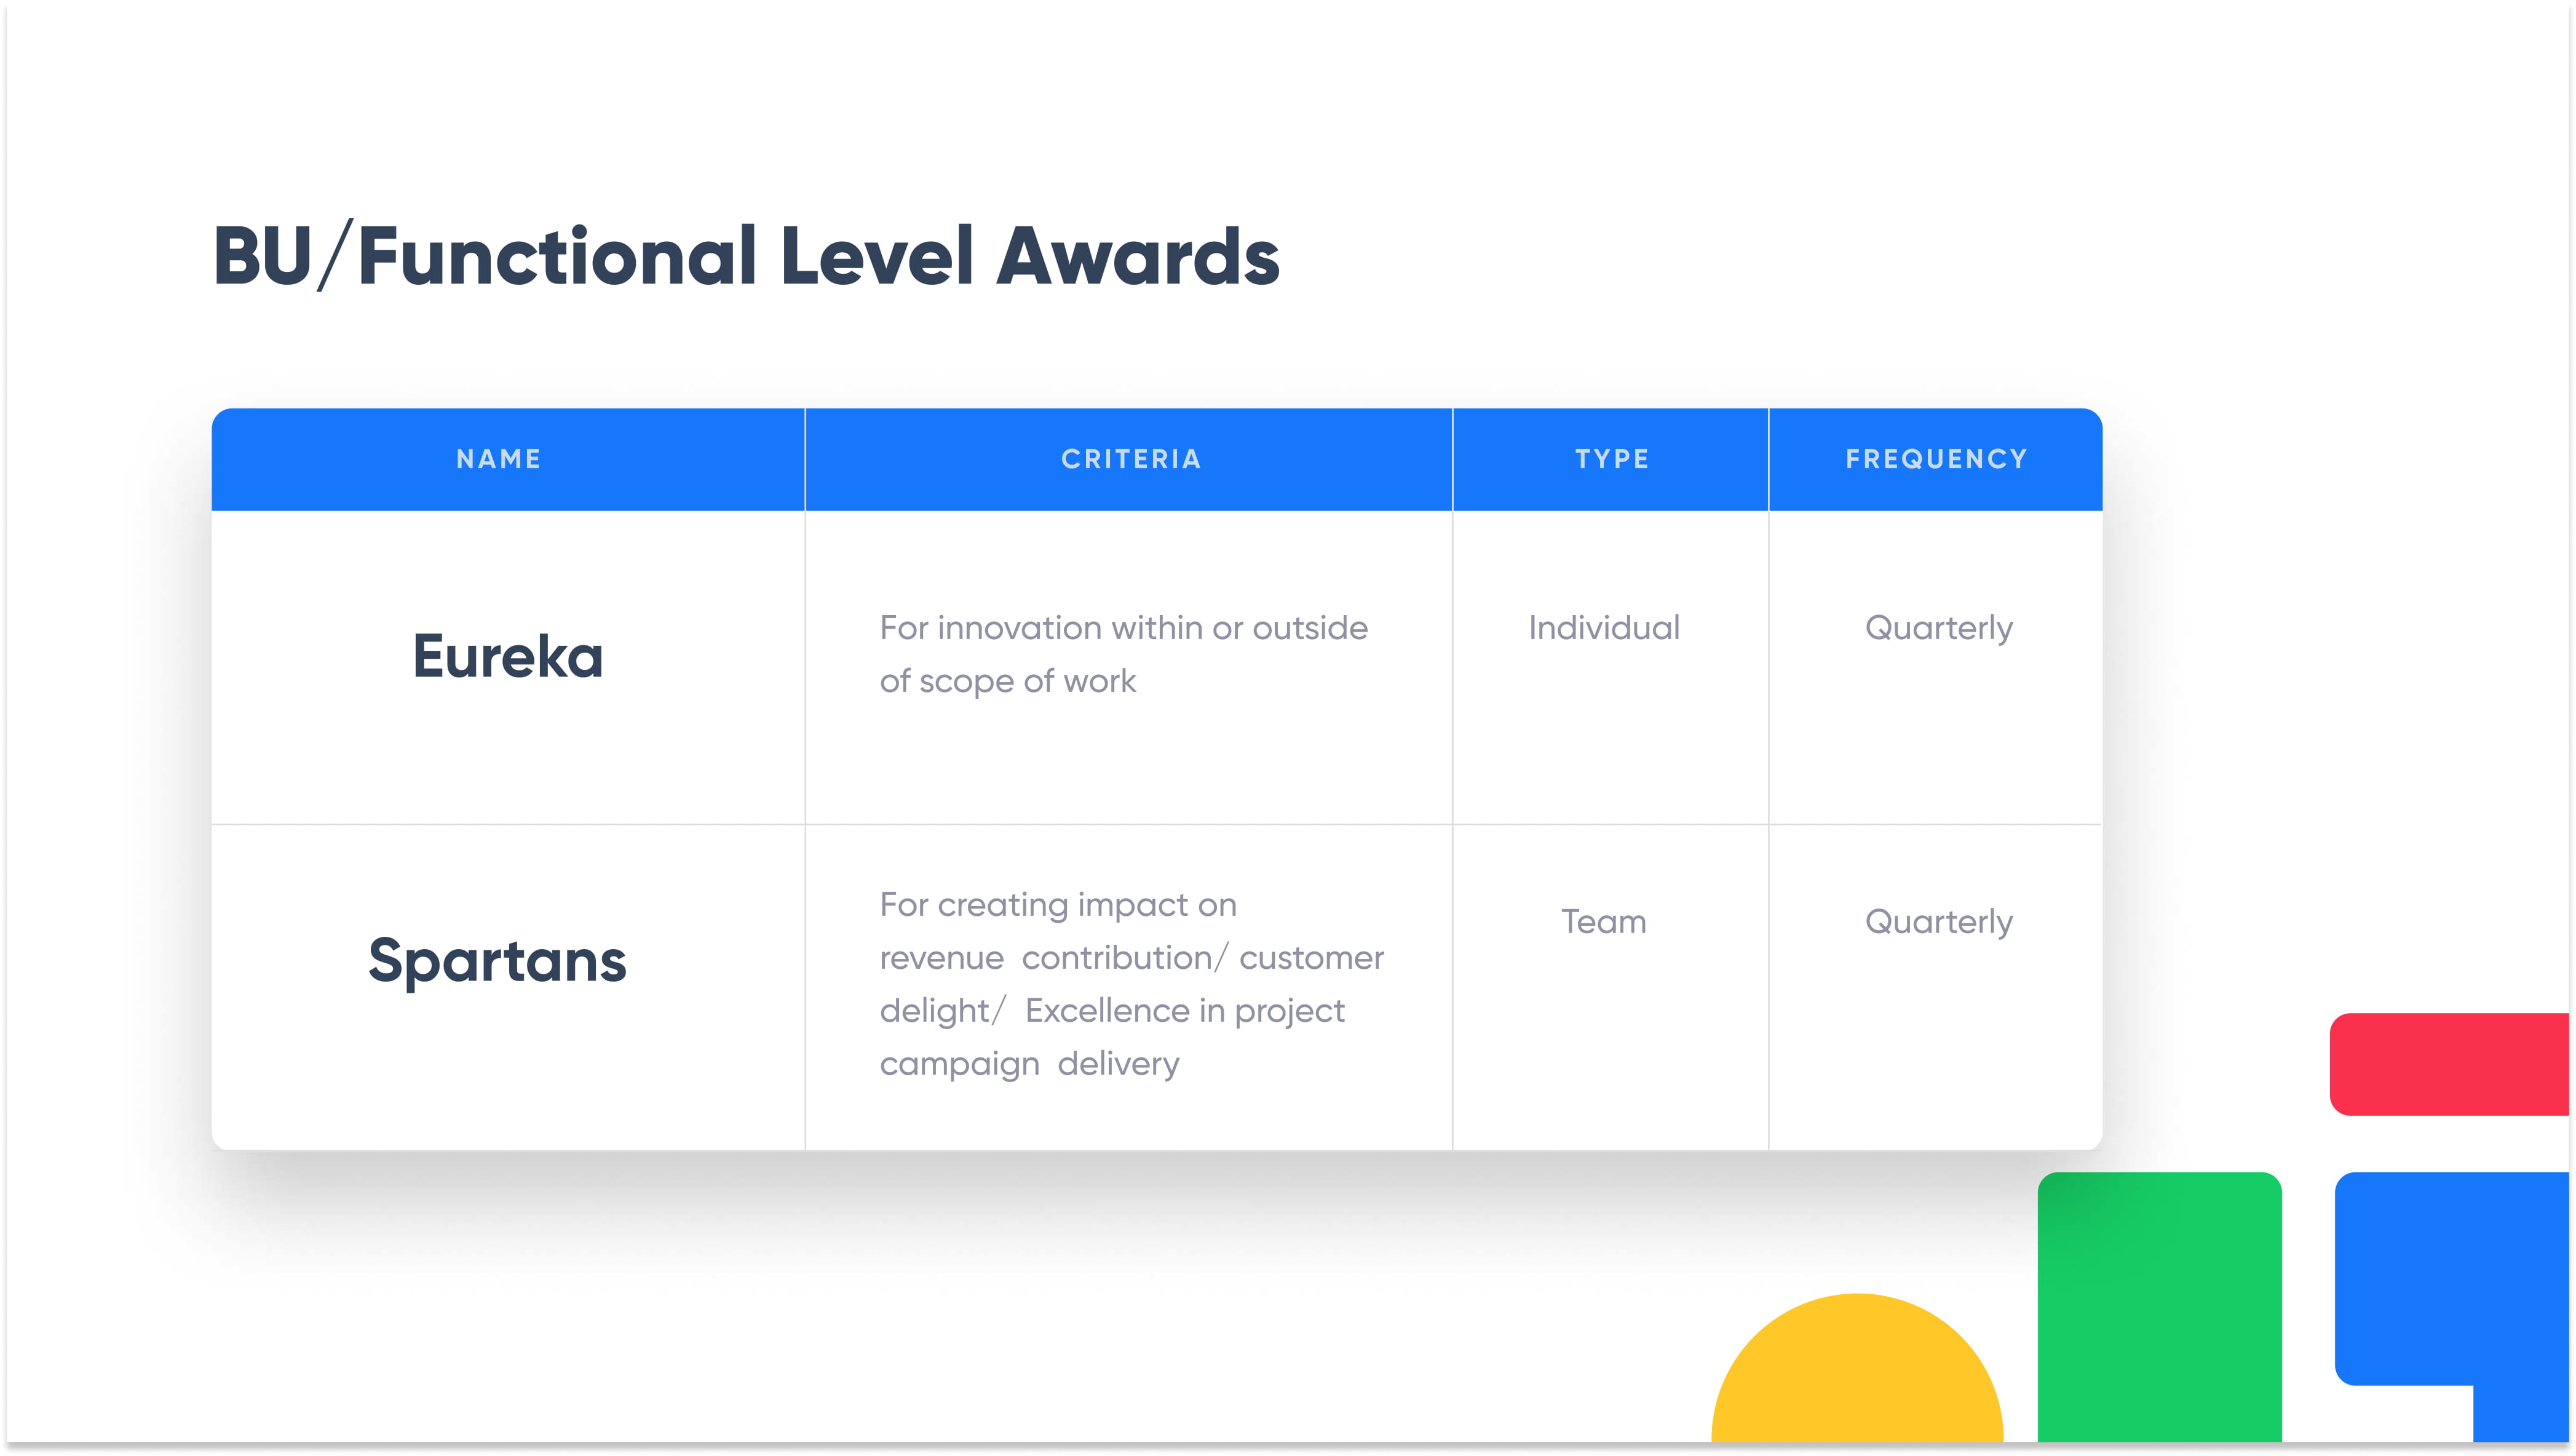 BU/Functional Level Awards
NAME
CRITERIA
TYPE
FREQUENCY
Eureka
For innovation within or outside
of scope of work
Individual
Quarterly
Spartans
For creating impact on
revenue  contribution/ customer
delight/  Excellence in project
campaign  delivery
Team
Quarterly